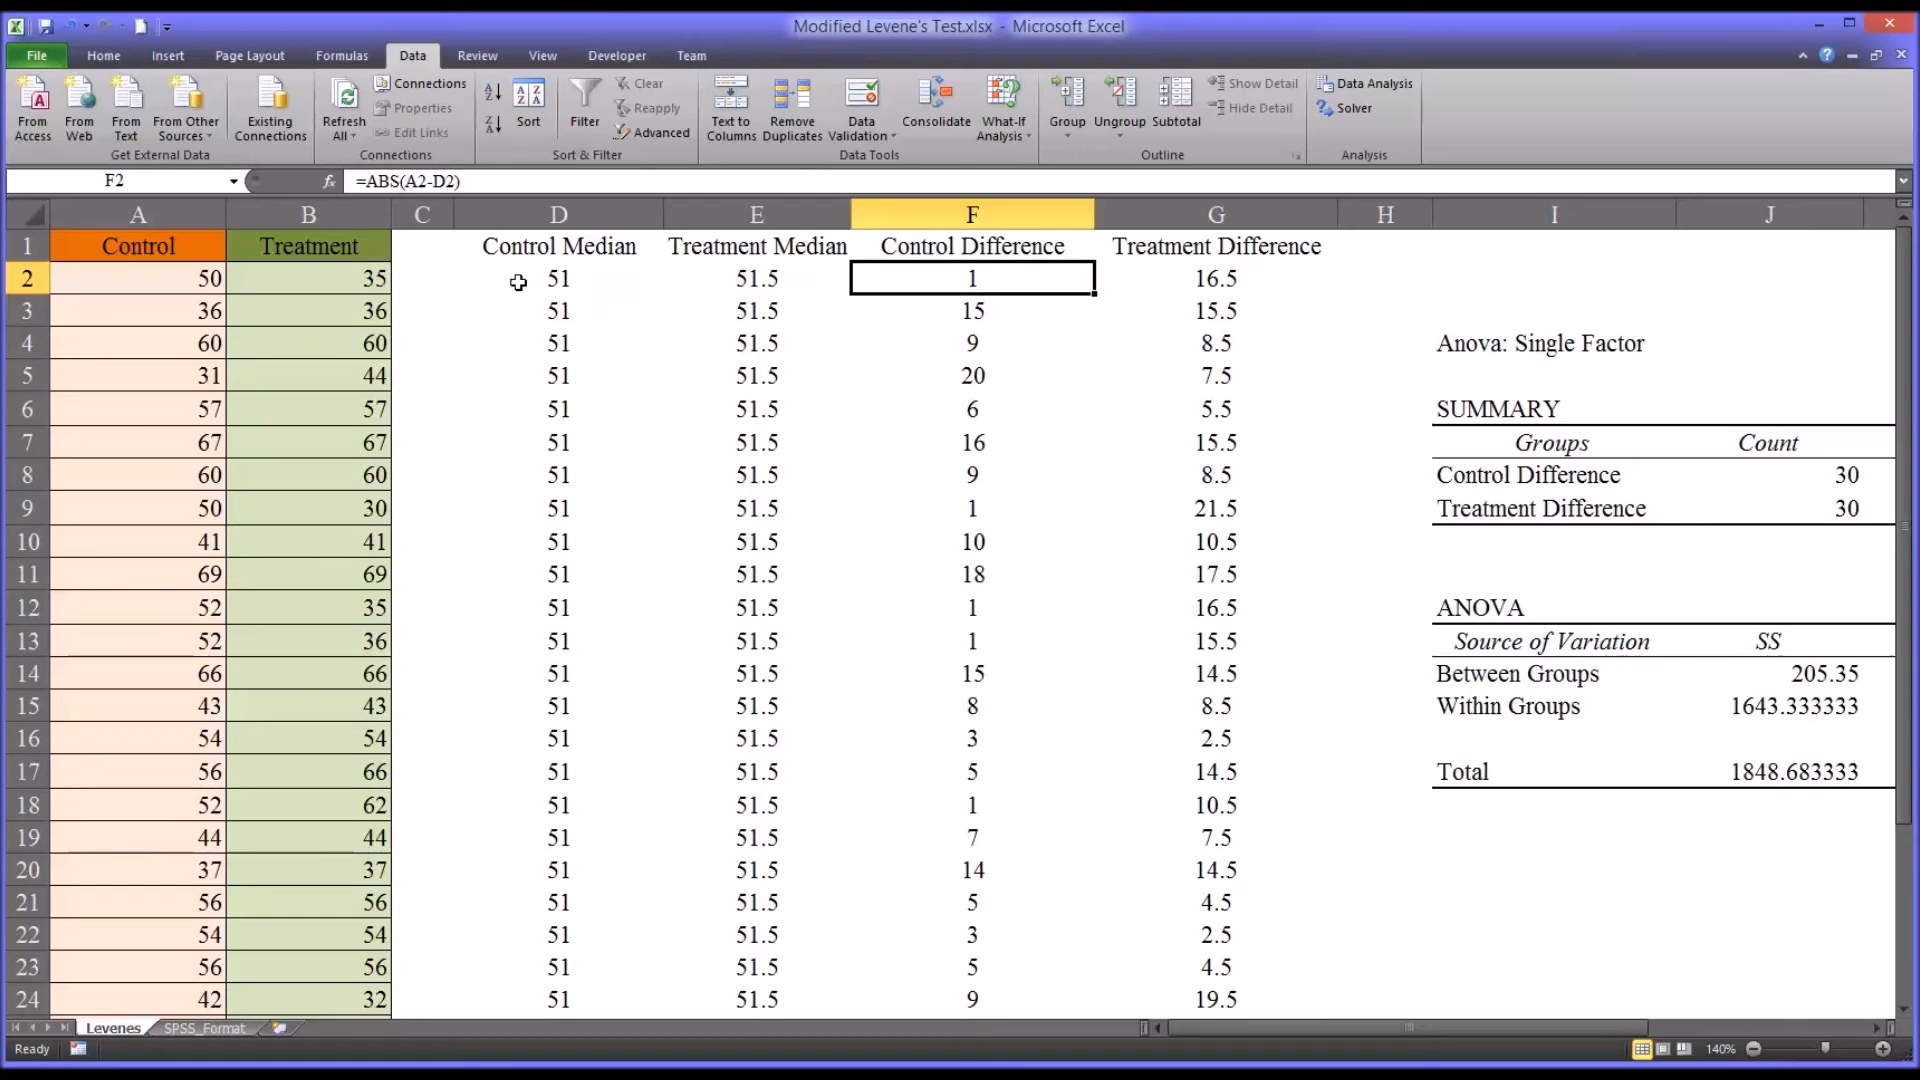 Modified Levene's Test.xlsx - Microsoft Excel
File Home Insert Page Layout Formulas Data Review View Developer Team
From Access From Web From Text From Other Sources Existing Connections Refresh All Connections Properties Edit Links Sort Filter Clear Reapply Advanced Text to Columns Remove Duplicates Data Validation Consolidate What-If Analysis Group Ungroup Subtotal Show Detail Hide Detail Data Analysis Solver
Get External Data Connections Sort & Filter Data Tools Outline Analysis
F2 fx =ABS(A2-D2)
A B C D E F G H I J
1 Control Treatment Control Median Treatment Median Control Difference Treatment Difference
2 50 35 51 51.5 1 16.5
3 36 36 51 51.5 15 15.5
4 60 60 51 51.5 9 8.5 Anova: Single Factor
5 31 44 51 51.5 20 7.5
6 57 57 51 51.5 6 5.5 SUMMARY
7 67 67 51 51.5 16 15.5 Groups Count
8 60 60 51 51.5 9 8.5 Control Difference 30
9 50 30 51 51.5 1 21.5 Treatment Difference 30
10 41 41 51 51.5 10 10.5
11 69 69 51 51.5 18 17.5
12 52 35 51 51.5 1 16.5 ANOVA
13 52 36 51 51.5 1 15.5 Source of Variation SS
14 66 66 51 51.5 15 14.5 Between Groups 205.35
15 43 43 51 51.5 8 8.5 Within Groups 1643.333333
16 54 54 51 51.5 3 2.5
17 56 66 51 51.5 5 14.5 Total 1848.683333
18 52 62 51 51.5 1 10.5
19 44 44 51 51.5 7 7.5
20 37 37 51 51.5 14 14.5
21 56 56 51 51.5 5 4.5
22 54 54 51 51.5 3 2.5
23 56 56 51 51.5 5 4.5
24 42 32 51 51.5 9 19.5
Levenes SPSS_Format
Ready 140%